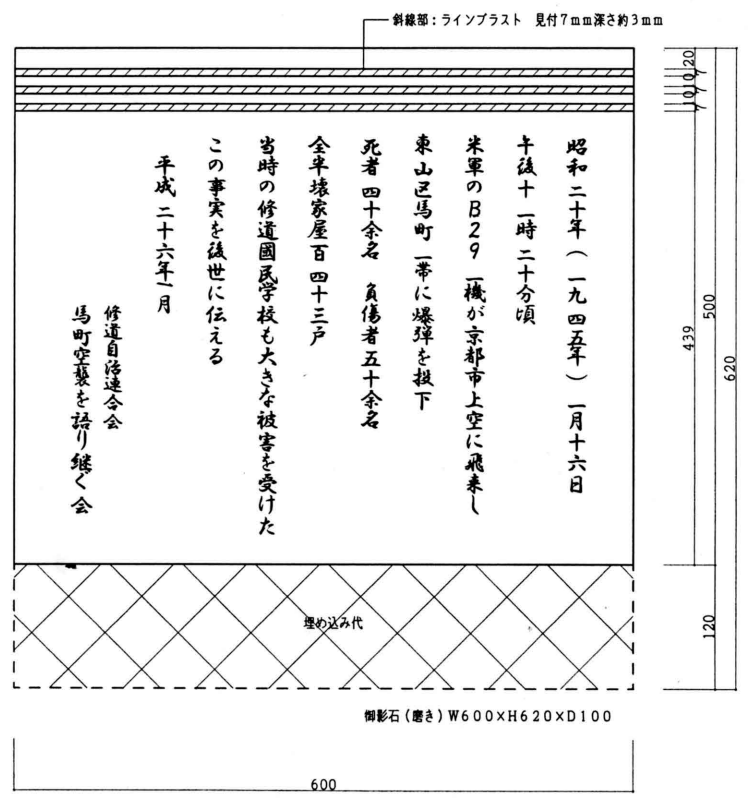 斜線部：ラインブラスト 見付7mm深さ約3mm
昭和二十年（一九四五年）一月十六日
午後十一時二十分頃
米軍のB29一機が京都市上空に飛来し
東山区馬町一帯に爆弾を投下
死者四十余名 負傷者五十余名
全半壊家屋百四十三戸
当時の修道國民学校も大きな被害を受けた
この事実を後世に伝える
平成二十六年一月
修道自治連合会
馬町空襲を語り継ぐ会
20
7
10
7
10
7
439
500
620
120
埋め込み代
御影石（磨き）W600×H620×D100
600